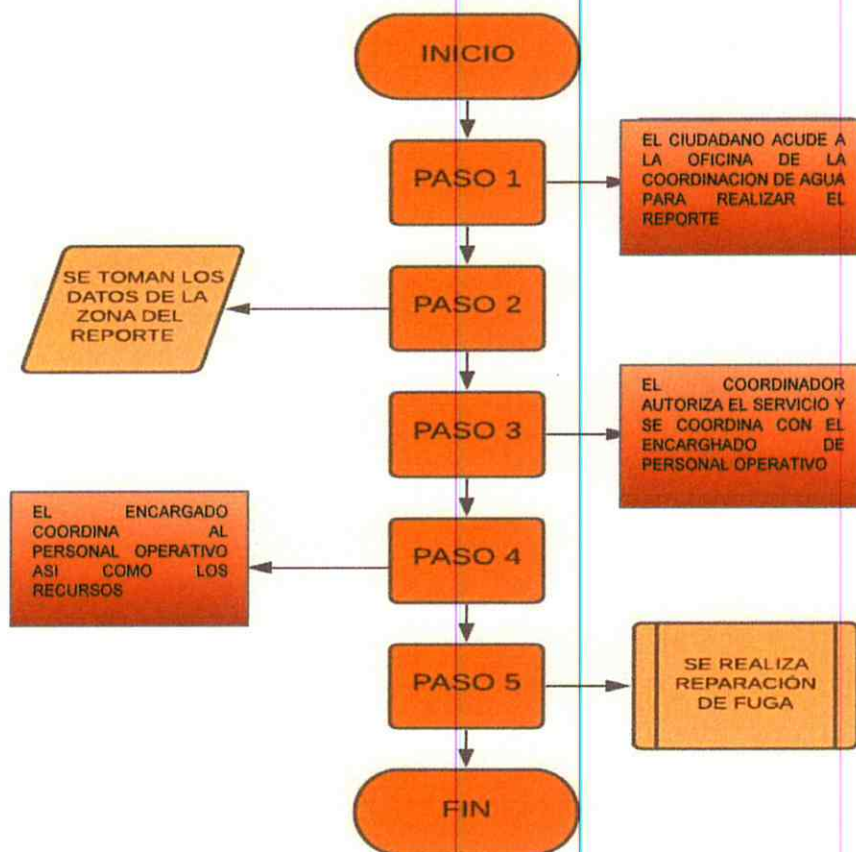 INICIO
PASO 1
EL CIUDADANO ACUDE A
LA OFICINA DE LA
COORDINACION DE AGUA
PARA REALIZAR EL
REPORTE
PASO 2
SE TOMAN LOS
DATOS DE LA
ZONA DEL
REPORTE
PASO 3
EL COORDINADOR
AUTORIZA EL SERVICIO Y
SE COORDINA CON EL
ENCARGHADO DE
PERSONAL OPERATIVO
PASO 4
EL ENCARGADO
COORDINA AL
PERSONAL OPERATIVO
ASI COMO LOS
RECURSOS
PASO 5
SE REALIZA
REPARACIÓN
DE FUGA
FIN